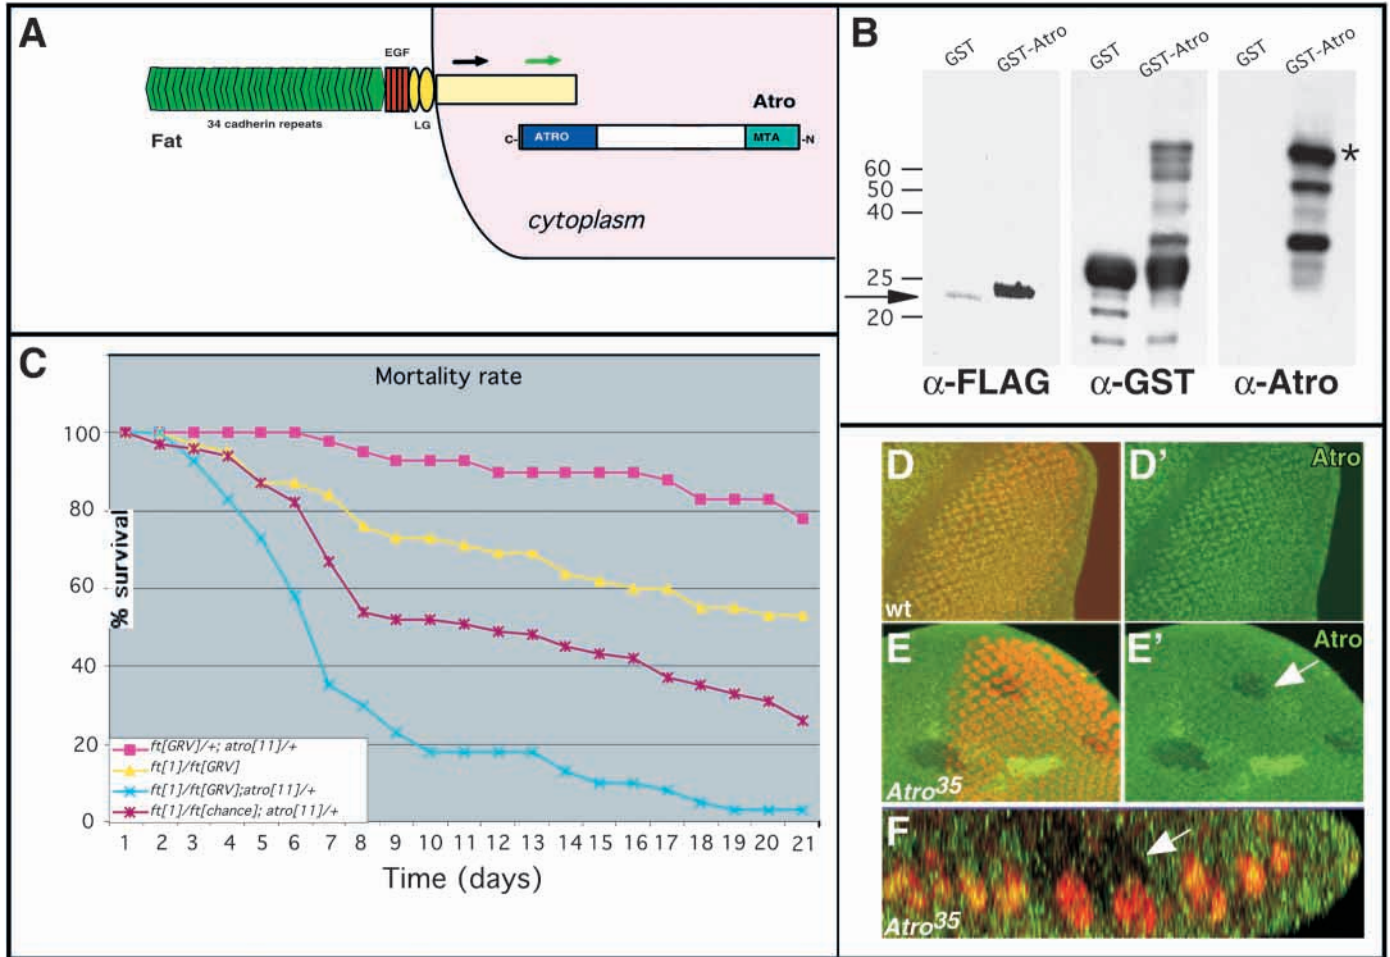 A
EGF
34 cadherin repeats
LG
Fat
Atro
C- ATRO MTA -N
cytoplasm
B
GST GST-Atro GST GST-Atro GST GST-Atro
60
50
40
25
20
*
α-FLAG α-GST α-Atro
C
Mortality rate
100
80
60
40
20
0
% survival
ft[GRV]/+; atro[11]/+
ft[1]/ft[GRV]
ft[1]/ft[GRV];atro[11]/+
ft[1]/ft[chance]; atro[11]/+
1 2 3 4 5 6 7 8 9 10 11 12 13 14 15 16 17 18 19 20 21
Time (days)
D
wt
D' Atro
E
Atro35
E' Atro
F
Atro35